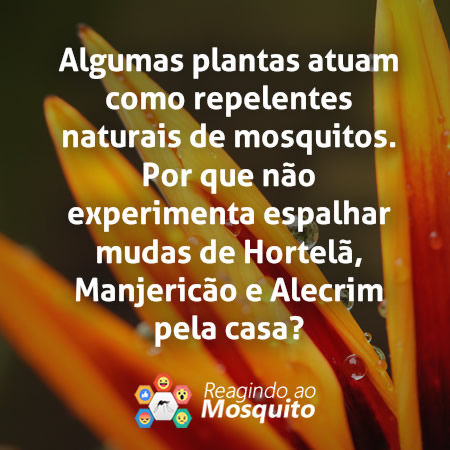 Algumas plantas atuam
como repelentes
naturais de mosquitos.
Por que não
experimenta espalhar
mudas de Hortelã,
Manjericão e Alecrim
pela casa?
Reagindo ao
Mosquito